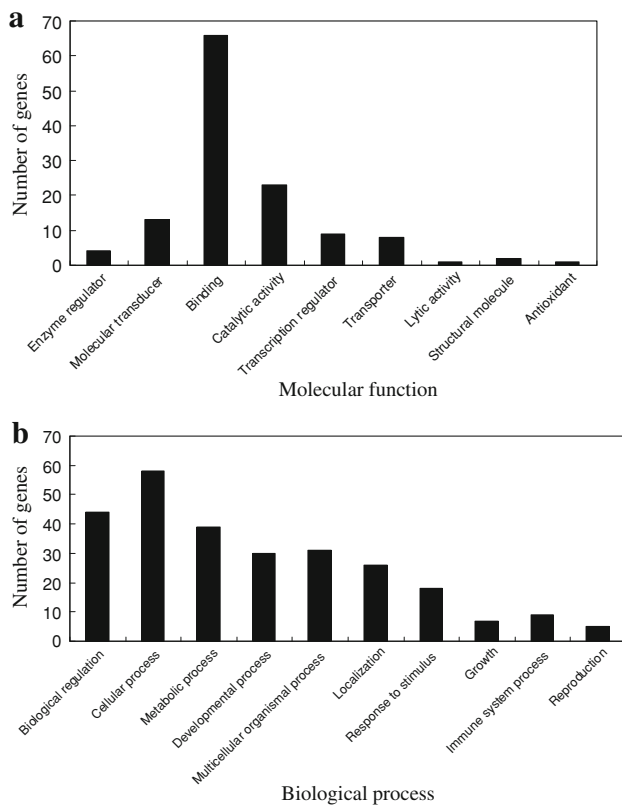 a
Number of genes
70
60
50
40
30
20
10
0
Enzyme regulator
Molecular transducer
Binding
Catalytic activity
Transcription regulator
Transporter
Lytic activity
Structural molecule
Antioxidant
Molecular function
b
Number of genes
70
60
50
40
30
20
10
0
Biological regulation
Cellular process
Metabolic process
Developmental process
Multicellular organismal process
Localization
Response to stimulus
Growth
Immune system process
Reproduction
Biological process